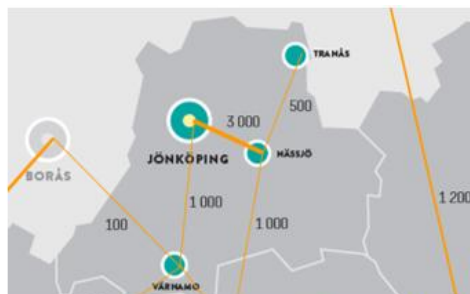 TRANÅS
500
3 000
JÖNKÖPING
NÄSSJÖ
BORÅS
1 000
1 000
1 200
100
VÄRNAMO